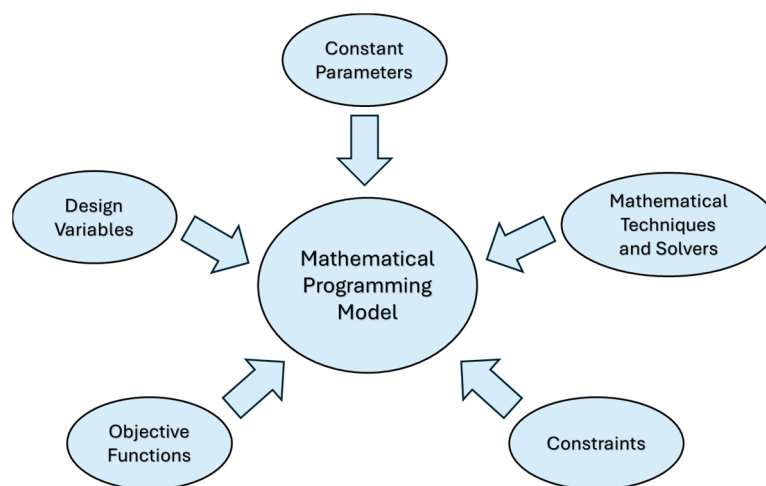 Constant
Parameters
Design
Variables
Mathematical
Techniques
and Solvers
Mathematical
Programming
Model
Objective
Functions
Constraints